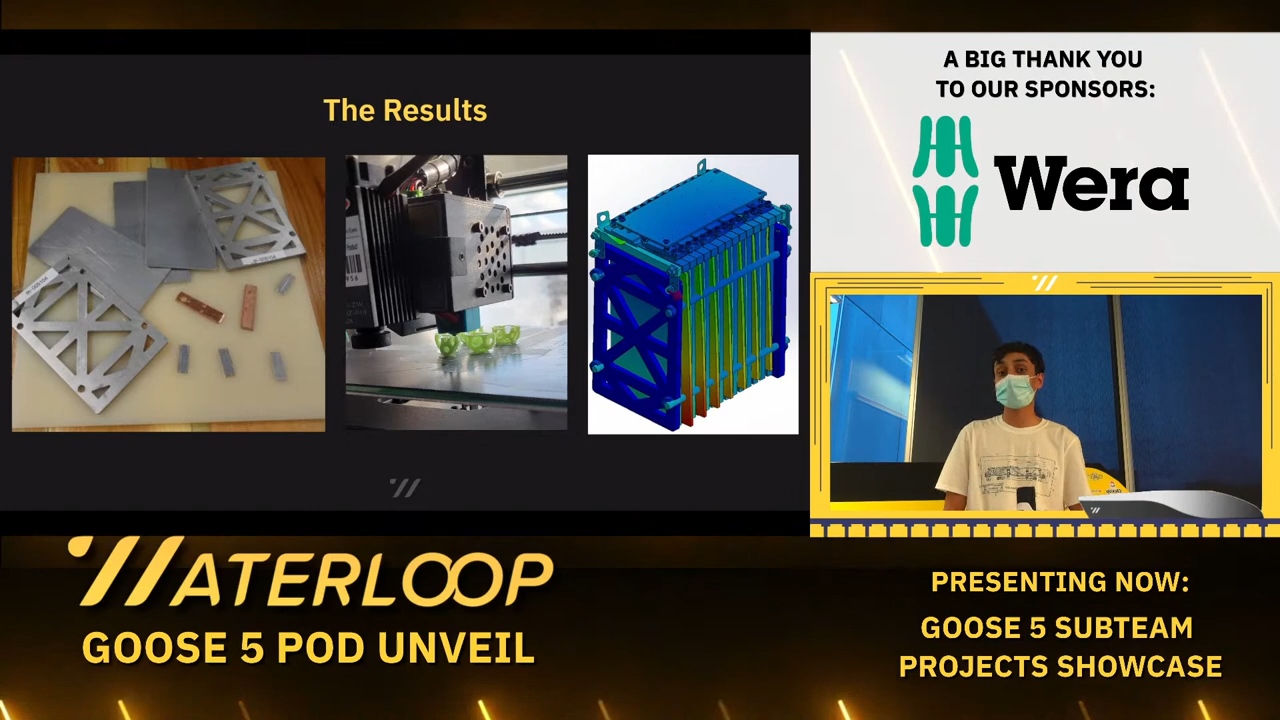 The Results
A BIG THANK YOU
TO OUR SPONSORS:
Wera
WATERLOOP
GOOSE 5 POD UNVEIL
PRESENTING NOW:
GOOSE 5 SUBTEAM
PROJECTS SHOWCASE